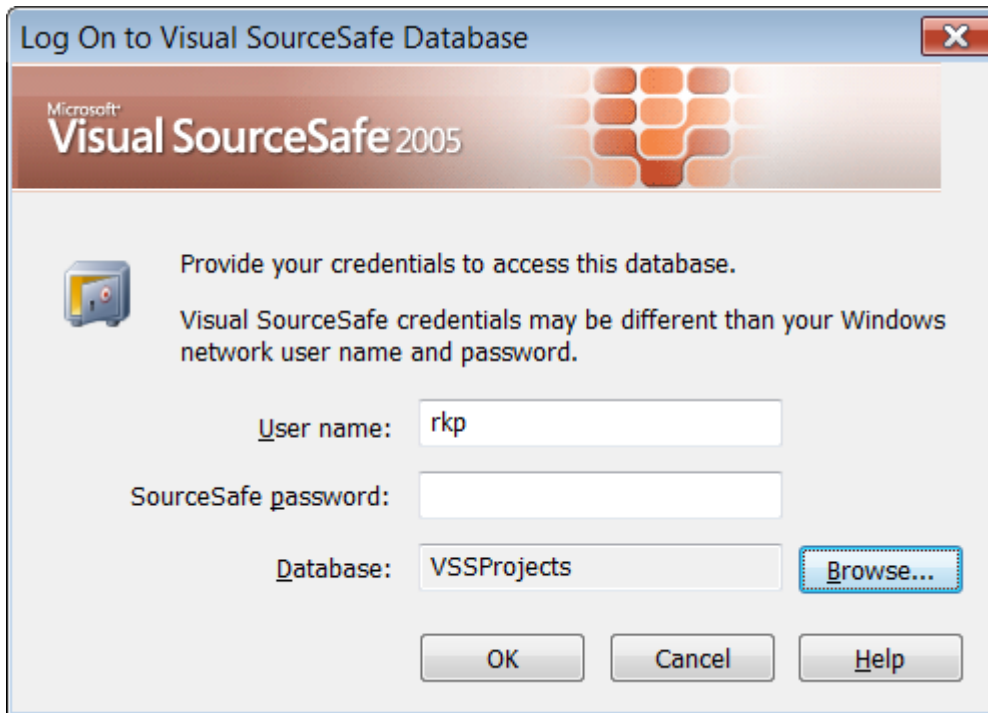 Log On to Visual SourceSafe Database
Microsoft
Visual SourceSafe 2005
Provide your credentials to access this database.
Visual SourceSafe credentials may be different than your Windows
network user name and password.
User name: rkp
SourceSafe password:
Database: VSSProjects Browse...
OK Cancel Help